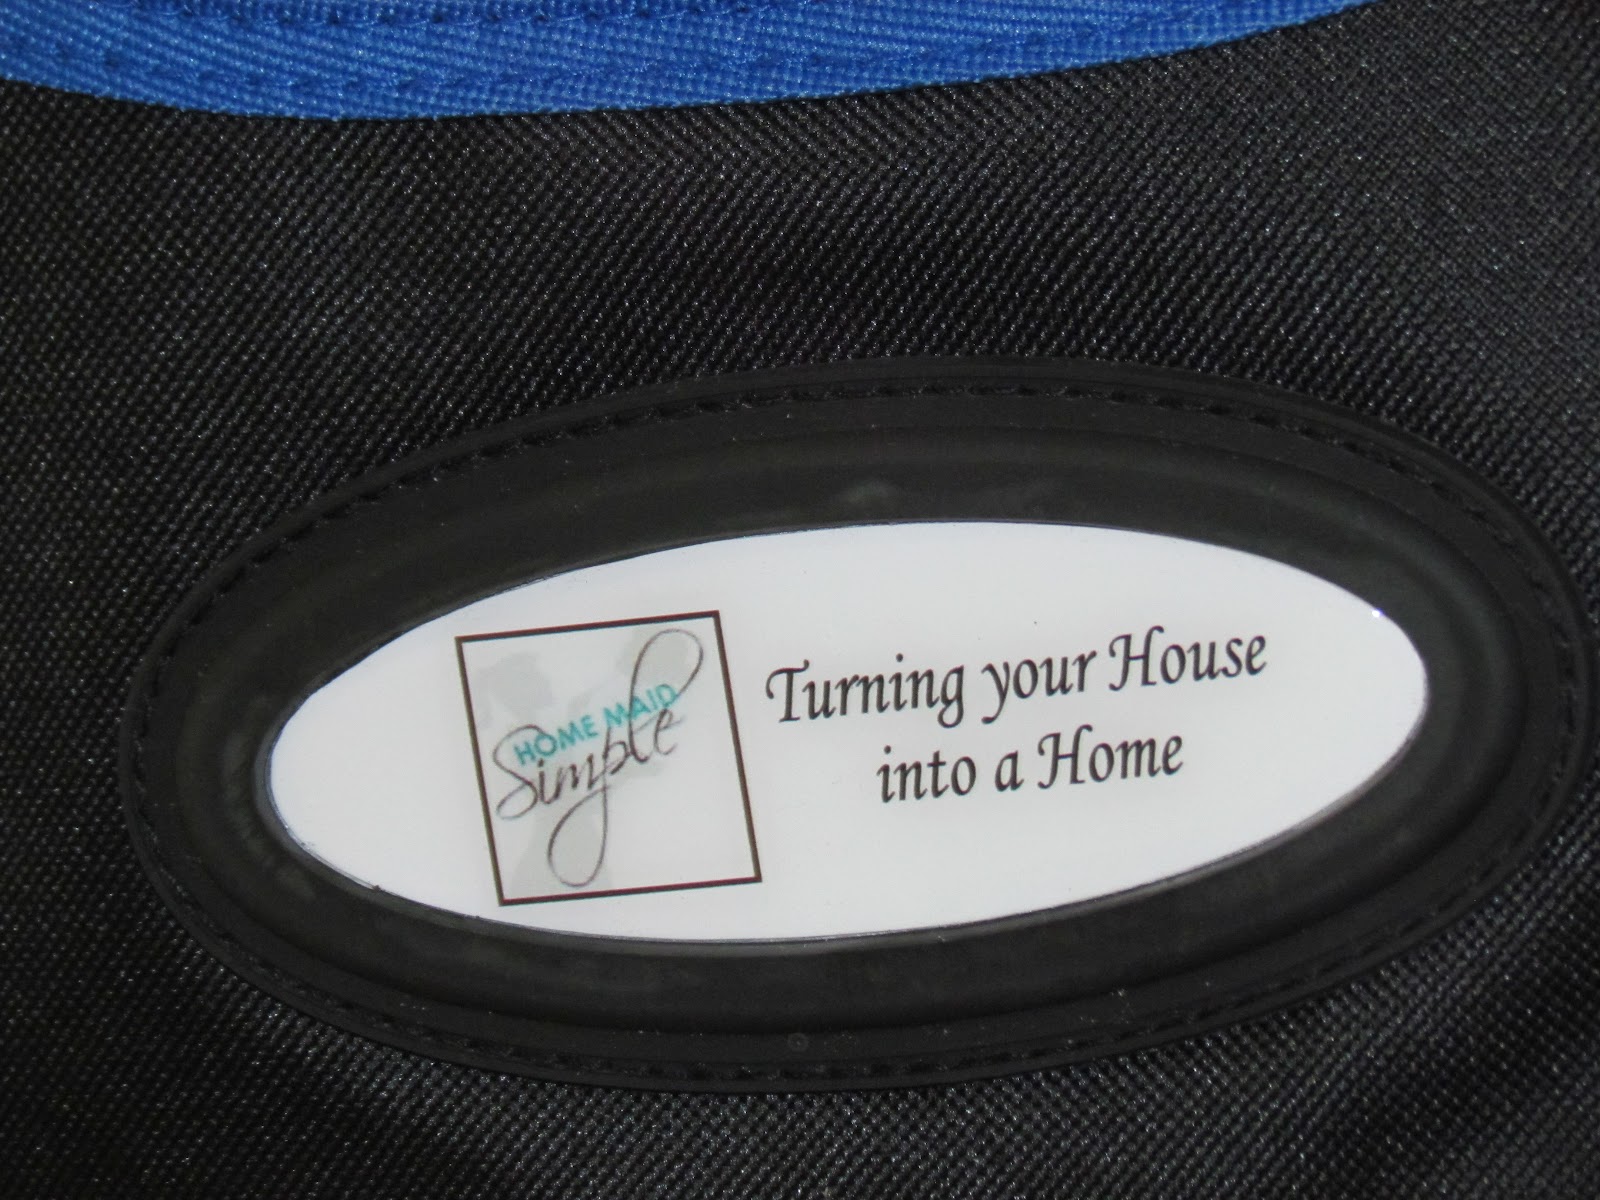 HOME MAID
Simple
Turning your House
into a Home